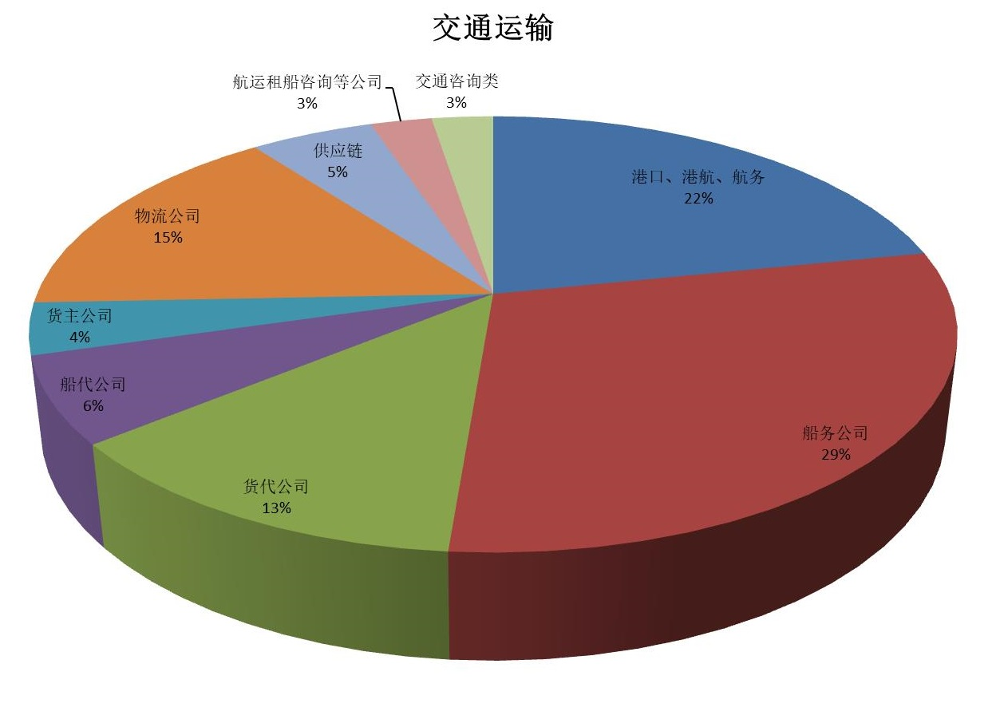 交通运输
航运租船咨询等公司
3%
交通咨询类
3%
供应链
5%
港口、港航、航务
22%
物流公司
15%
货主公司
4%
船代公司
6%
船务公司
29%
货代公司
13%